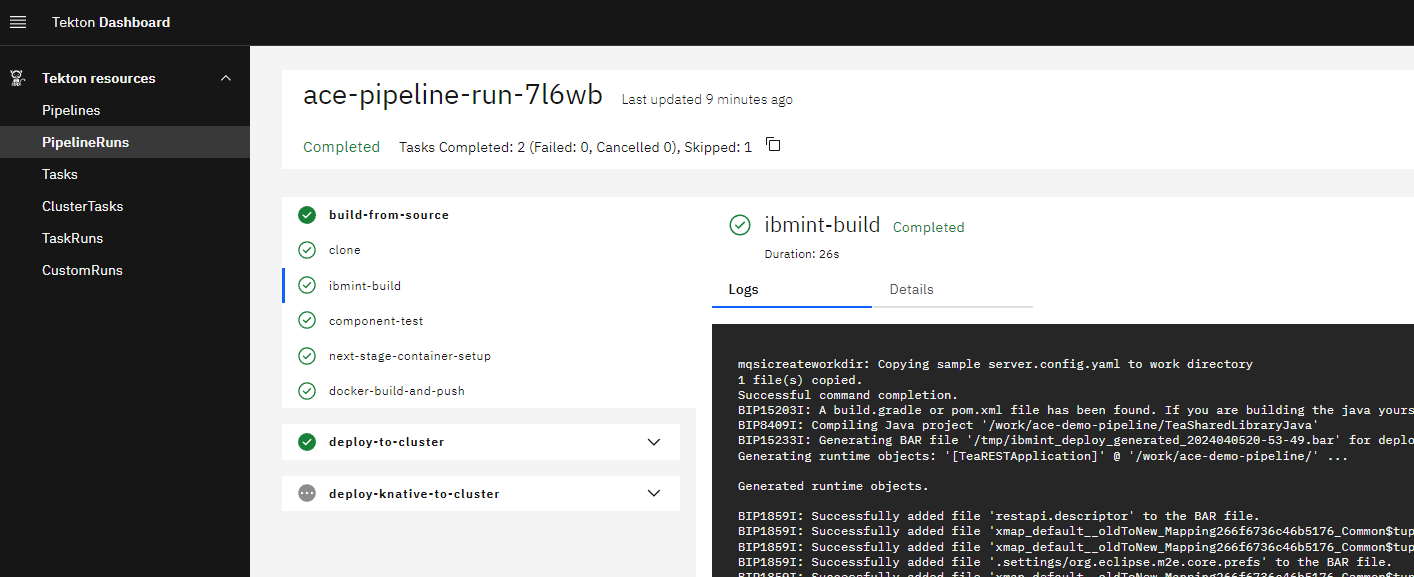 Tekton Dashboard
Tekton resources
Pipelines
PipelineRuns
Tasks
ClusterTasks
TaskRuns
CustomRuns
ace-pipeline-run-7l6wb Last updated 9 minutes ago
Completed Tasks Completed: 2 (Failed: 0, Cancelled 0), Skipped: 1
build-from-source
clone
ibmint-build
component-test
next-stage-container-setup
docker-build-and-push
deploy-to-cluster
deploy-knative-to-cluster
ibmint-build Completed
Duration: 26s
Logs Details
mqsicreateworkdir: Copying sample server.config.yaml to work directory
1 file(s) copied.
Successful command completion.
BIP15203I: A build.gradle or pom.xml file has been found. If you are building the java yours
BIP8409I: Compiling Java project '/work/ace-demo-pipeline/TeaSharedLibraryJava'
BIP15233I: Generating BAR file '/tmp/ibmint_deploy_generated_2024040520-53-49.bar' for deplo
Generating runtime objects: '[TeaRESTApplication]' @ '/work/ace-demo-pipeline/' ...
Generated runtime objects.
BIP1859I: Successfully added file 'restapi.descriptor' to the BAR file.
BIP1859I: Successfully added file 'xmap_default__oldToNew_Mapping266f6736c46b5176_Common$tup
BIP1859I: Successfully added file 'xmap_default__oldToNew_Mapping266f6736c46b5176_Common$tup
BIP1859I: Successfully added file '.settings/org.eclipse.m2e.core.prefs' to the BAR file.
BIP1859I: Successfully added file 'xmap_default__oldToNew_Mapping266f6736c46b5176_Common$tup